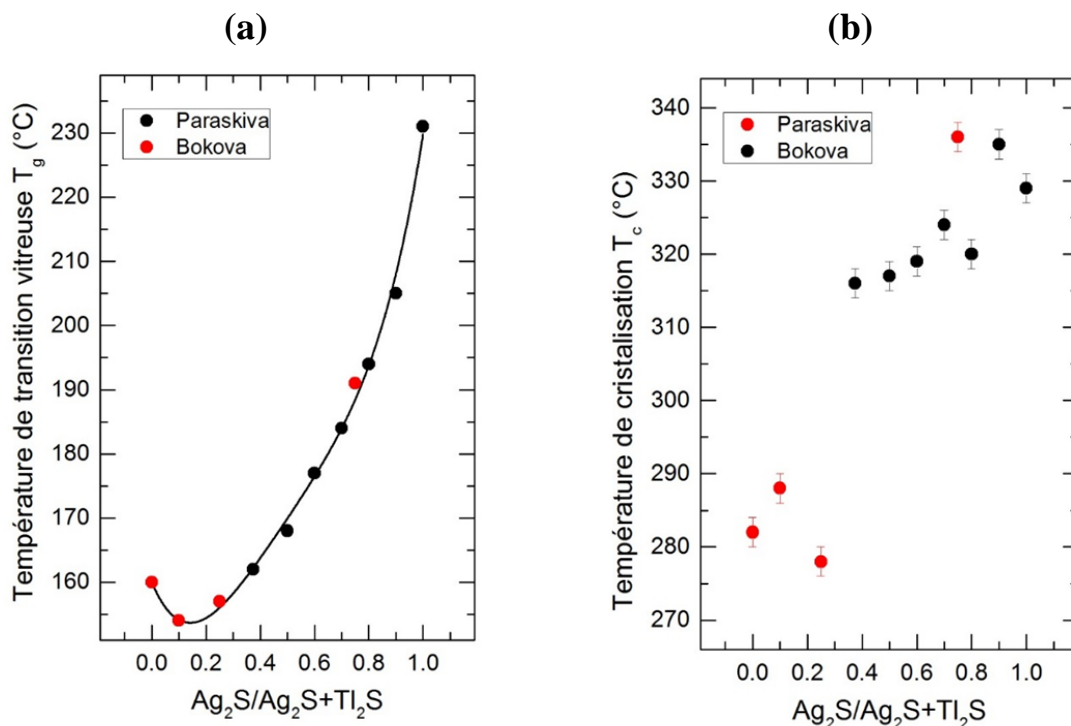 (a)
Température de transition vitreuse T_g (°C)
230
220
210
200
190
180
170
160
Paraskiva
Bokova
0.0 0.2 0.4 0.6 0.8 1.0
Ag₂S/Ag₂S+Tl₂S
(b)
Température de cristalisation T_c (°C)
340
330
320
310
300
290
280
270
Paraskiva
Bokova
0.0 0.2 0.4 0.6 0.8 1.0
Ag₂S/Ag₂S+Tl₂S